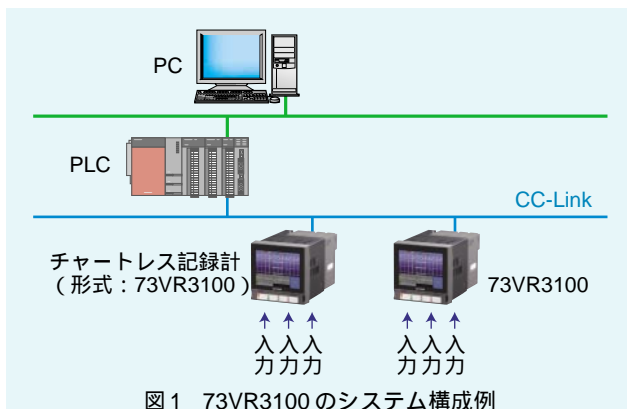 PC
PLC
CC-Link
チャートレス記録計
（形式：73VR3100）
73VR3100
入力 入力 入力
入力 入力 入力
図1 73VR3100のシステム構成例